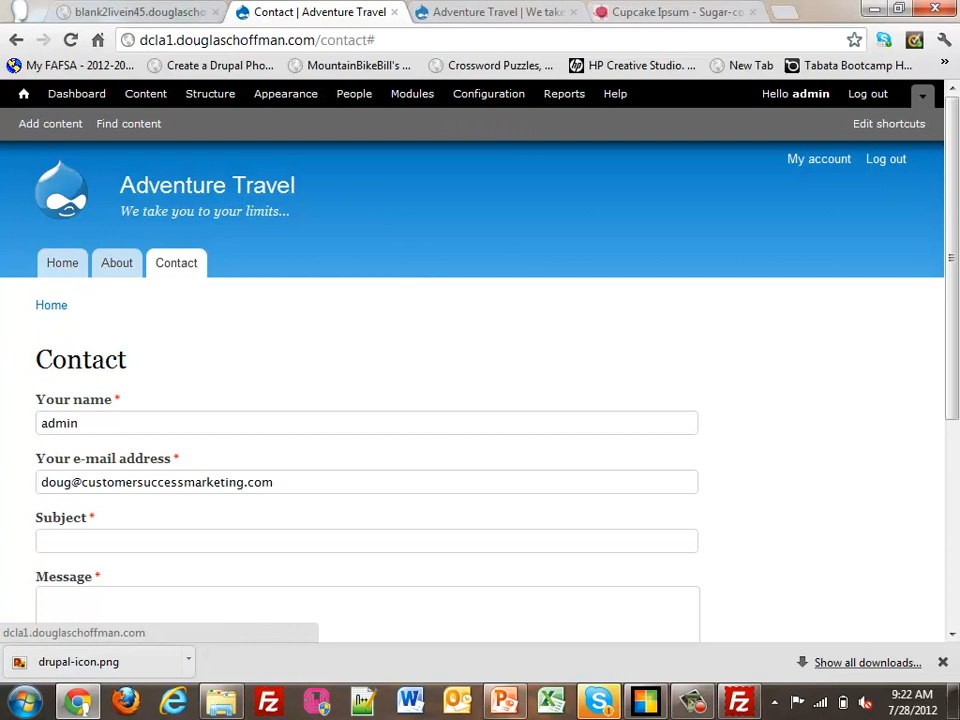 blank2livein45.douglascho
Contact | Adventure Travel
Adventure Travel | We take
Cupcake Ipsum - Sugar-co
dcla1.douglaschoffman.com/contact#
My FAFSA - 2012-20...
Create a Drupal Pho...
MountainBikeBill's ...
Crossword Puzzles, ...
HP Creative Studio. ...
New Tab
Tabata Bootcamp H...
»
Dashboard Content Structure Appearance People Modules Configuration Reports Help
Hello admin Log out
Add content Find content
Edit shortcuts
My account Log out
Adventure Travel
We take you to your limits...
Home About Contact
Home
Contact
Your name *
admin
Your e-mail address *
doug@customersuccessmarketing.com
Subject *
Message *
dcla1.douglaschoffman.com
drupal-icon.png
Show all downloads...
9:22 AM
7/28/2012